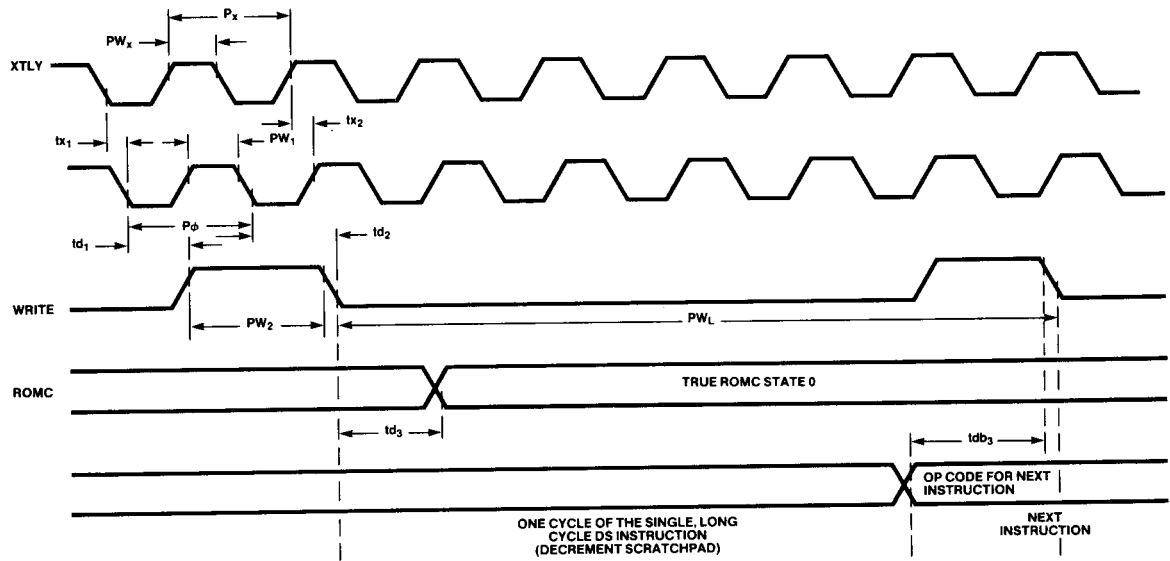 Px
PWx
XTLY
tx2
tx1
PW1
Pφ
td1
td2
WRITE
PW2
PWL
ROMC
TRUE ROMC STATE 0
td3
tdb3
OP CODE FOR NEXT
INSTRUCTION
ONE CYCLE OF THE SINGLE, LONG
CYCLE DS INSTRUCTION
(DECREMENT SCRATCHPAD)
NEXT
INSTRUCTION